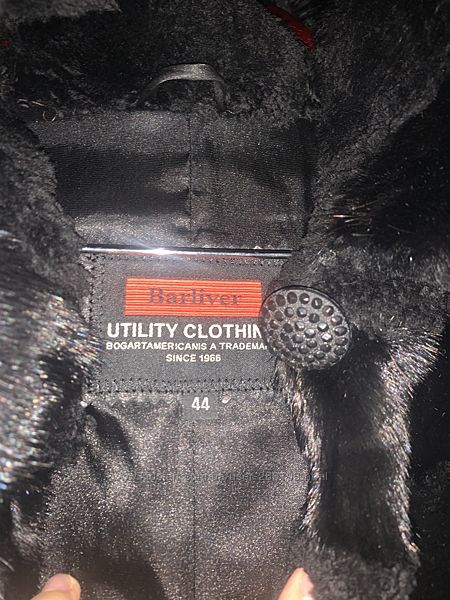 Barliver
UTILITY CLOTHIN
BOGARTAMERICANIS A TRADEMA
SINCE 1966
44